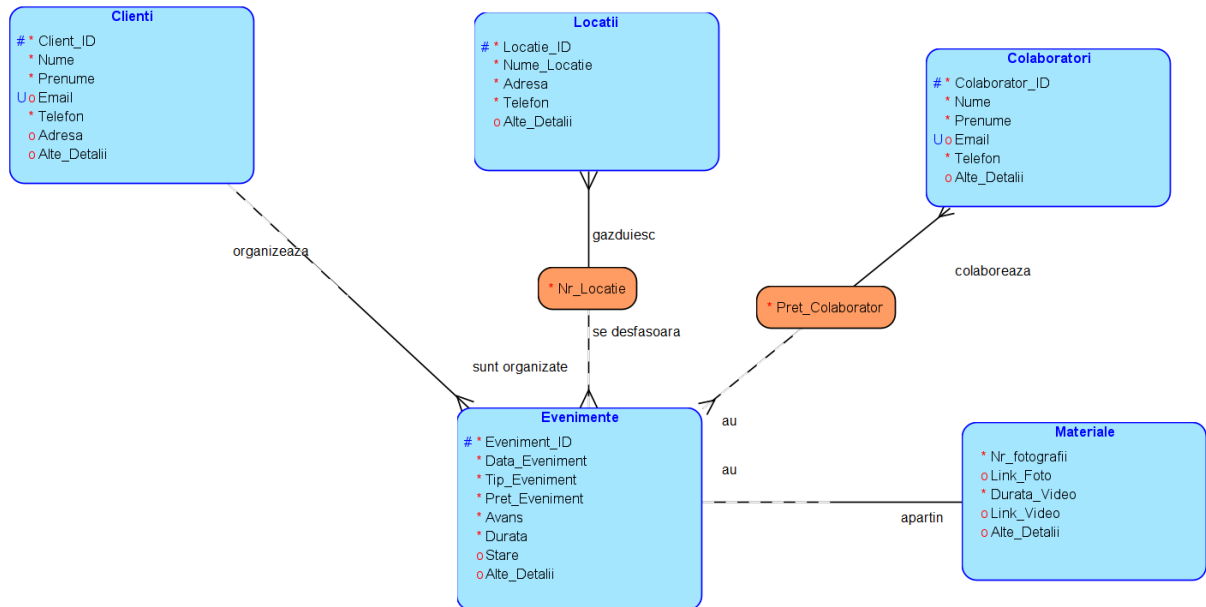 Clienti
# * Client_ID
* Nume
* Prenume
U o Email
* Telefon
o Adresa
o Alte_Detalii
Locatii
# * Locatie_ID
* Nume_Locatie
* Adresa
* Telefon
o Alte_Detalii
Colaboratori
# * Colaborator_ID
* Nume
* Prenume
U o Email
* Telefon
o Alte_Detalii
organizeaza
gazduiesc
colaboreaza
* Nr_Locatie
* Pret_Colaborator
se desfasoara
sunt organizate
au
Evenimente
# * Eveniment_ID
* Data_Eveniment
* Tip_Eveniment
* Pret_Eveniment
* Avans
* Durata
o Stare
o Alte_Detalii
au
apartin
Materiale
* Nr_fotografii
o Link_Foto
* Durata_Video
o Link_Video
o Alte_Detalii